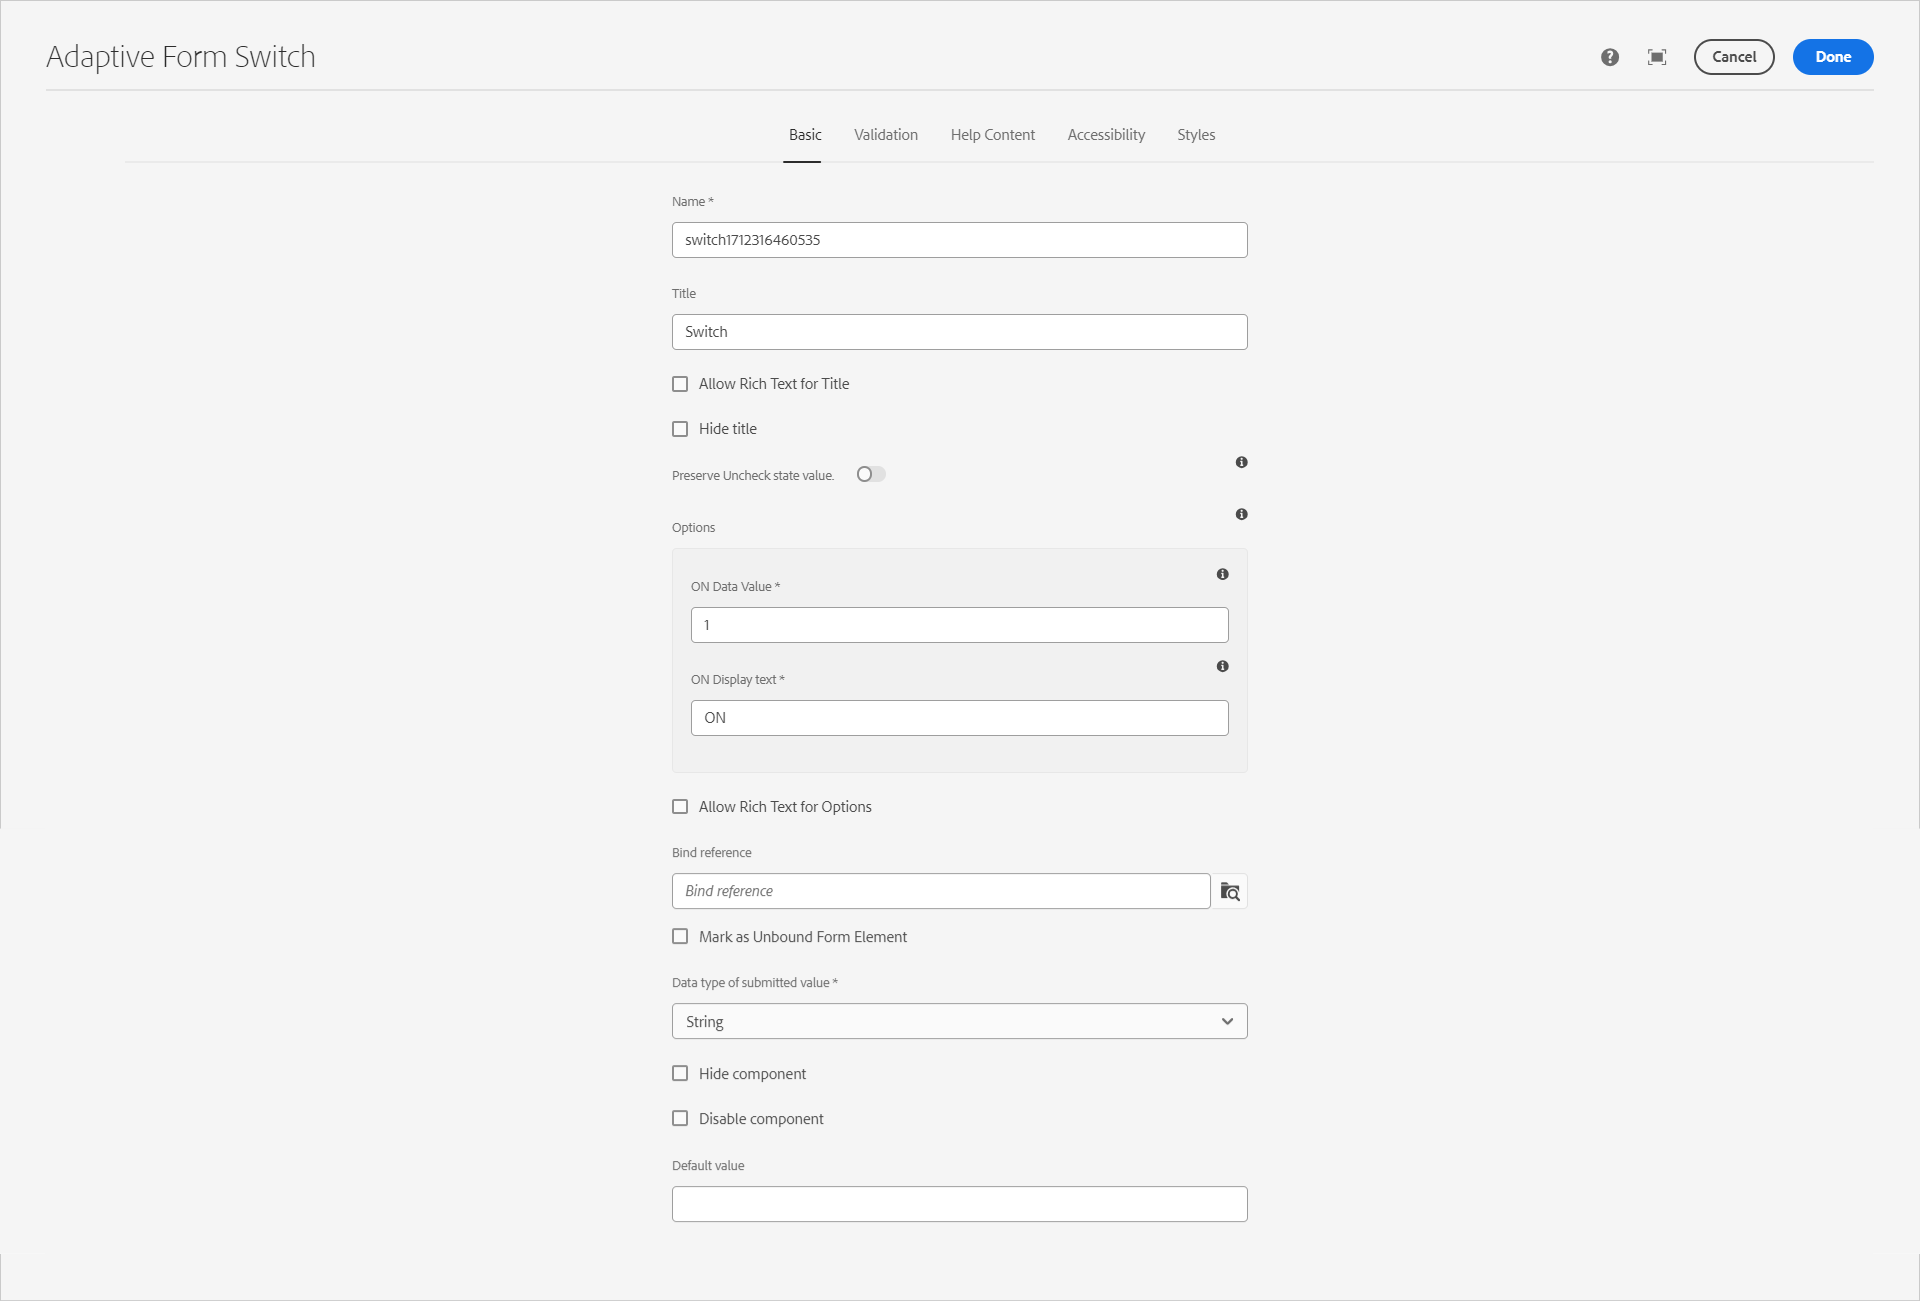 Adaptive Form Switch
Cancel
Done
Basic
Validation
Help Content
Accessibility
Styles
Name *
switch1712316460535
Title
Switch
Allow Rich Text for Title
Hide title
Preserve Uncheck state value.
Options
ON Data Value *
1
ON Display text *
ON
Allow Rich Text for Options
Bind reference
Bind reference
Mark as Unbound Form Element
Data type of submitted value *
String
Hide component
Disable component
Default value